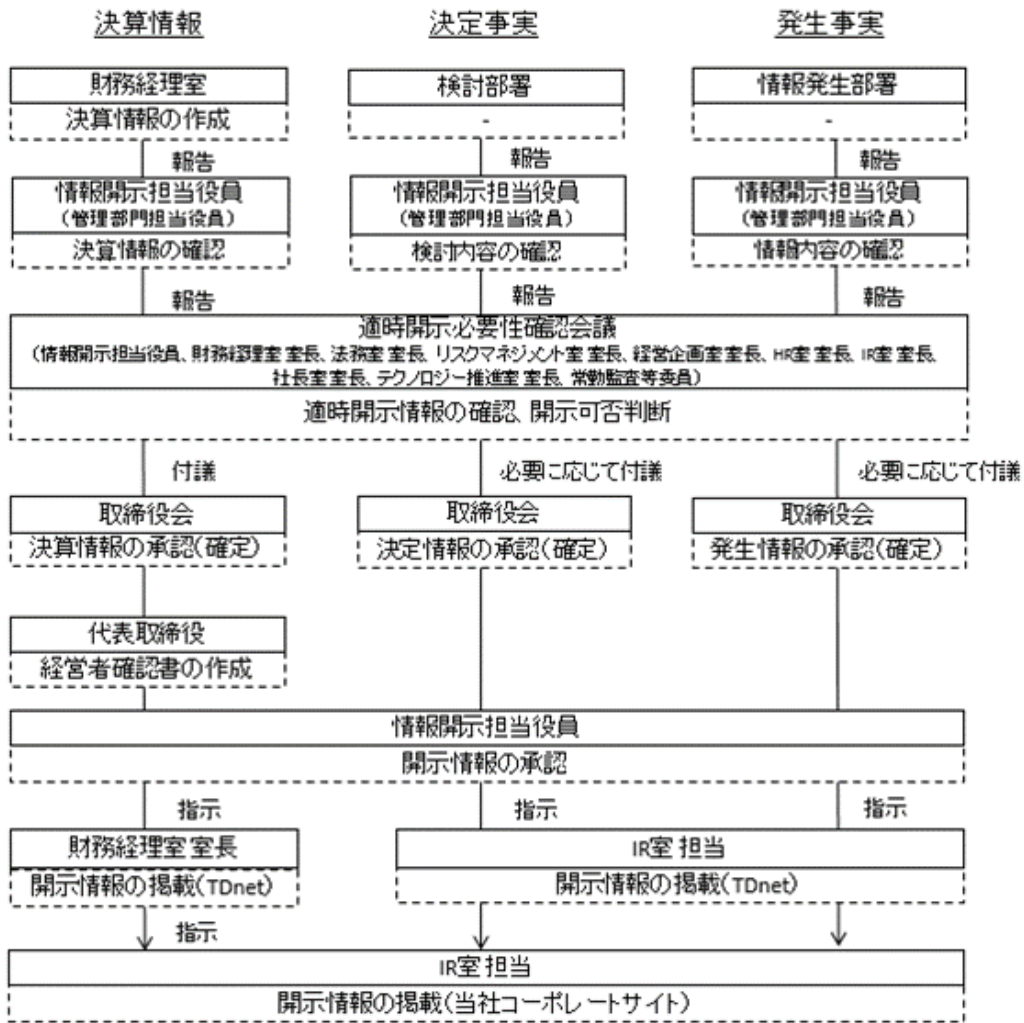 決算情報 決定事実 発生事実
財務経理室 検討部署 情報発生部署
決算情報の作成 - -
報告 報告 報告
情報開示担当役員 情報開示担当役員 情報開示担当役員
(管理部門担当役員) (管理部門担当役員) (管理部門担当役員)
決算情報の確認 検討内容の確認 情報内容の確認
報告 報告 報告
適時開示必要性確認会議
(情報開示担当役員、財務経理室 室長、法務室 室長、リスクマネジメント室 室長、経営企画室 室長、HR室 室長、IR室 室長、
社長室 室長、テクノロジー推進室 室長、常勤監査等委員)
適時開示情報の確認、開示可否判断
付議 必要に応じて付議 必要に応じて付議
取締役会 取締役会 取締役会
決算情報の承認(確定) 決定情報の承認(確定) 発生情報の承認(確定)
代表取締役
経営者確認書の作成
情報開示担当役員
開示情報の承認
指示 指示 指示
財務経理室 室長 IR室 担当
開示情報の掲載(TDnet) 開示情報の掲載(TDnet)
指示
IR室 担当
開示情報の掲載(当社コーポレートサイト)